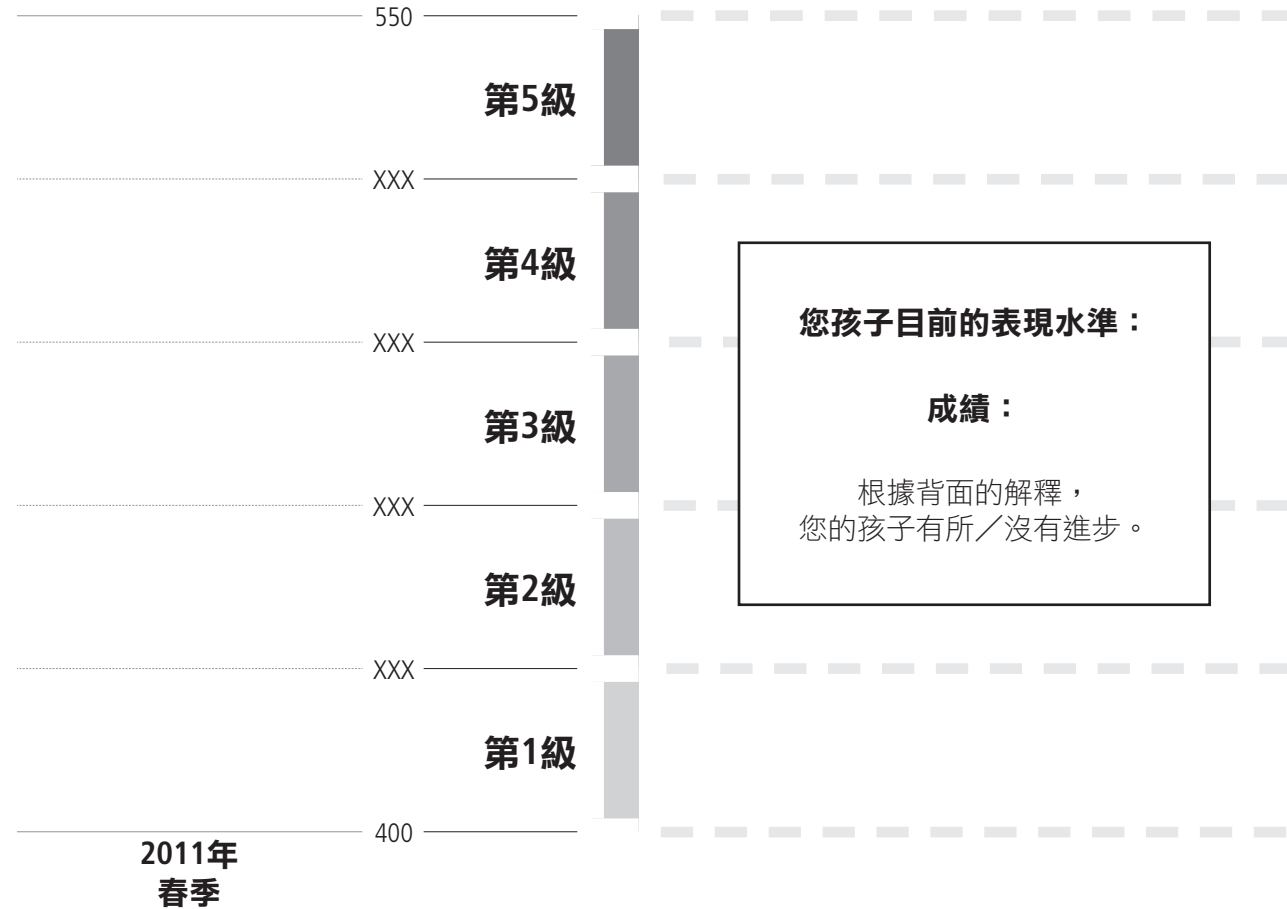 550
第5級
XXX
第4級
XXX
第3級
XXX
第2級
XXX
第1級
400
2011年
春季
您孩子目前的表現水準：
成績：
根據背面的解釋，
您的孩子有所／沒有進步。